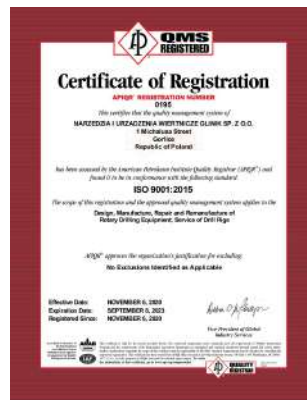 QMS
REGISTERED
Certificate of Registration
APIQR® REGISTRATION NUMBER
0195
This certifies that the quality management system of
NARZEDZIA I URZADZENIA WIERTNICZE GLINIK SP. Z O.O.
1 Michalusa Street
Gorlice
Republic of Poland
has been assessed by the American Petroleum Institute Quality Registrar (APIQR®) and
found it to be in conformance with the following standard:
ISO 9001:2015
The scope of this registration and the approved quality management system applies to the
Design, Manufacture, Repair and Remanufacture of
Rotary Drilling Equipment, Service of Drill Rigs
APIQR® approves the organization's justification for excluding:
No Exclusions Identified as Applicable
Effective Date: NOVEMBER 6, 2020
Expiration Date: SEPTEMBER 6, 2023
Registered Since: NOVEMBER 6, 2020
Vice President of Global
Industry Services
QUALITY
REGISTRAR